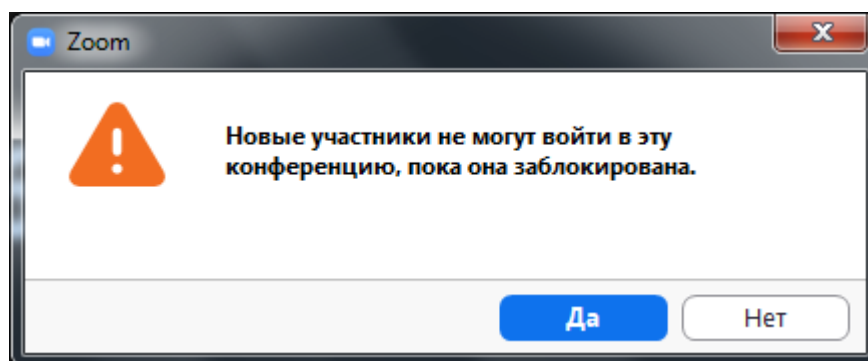 Zoom
Новые участники не могут войти в эту
конференцию, пока она заблокирована.
Да
Нет